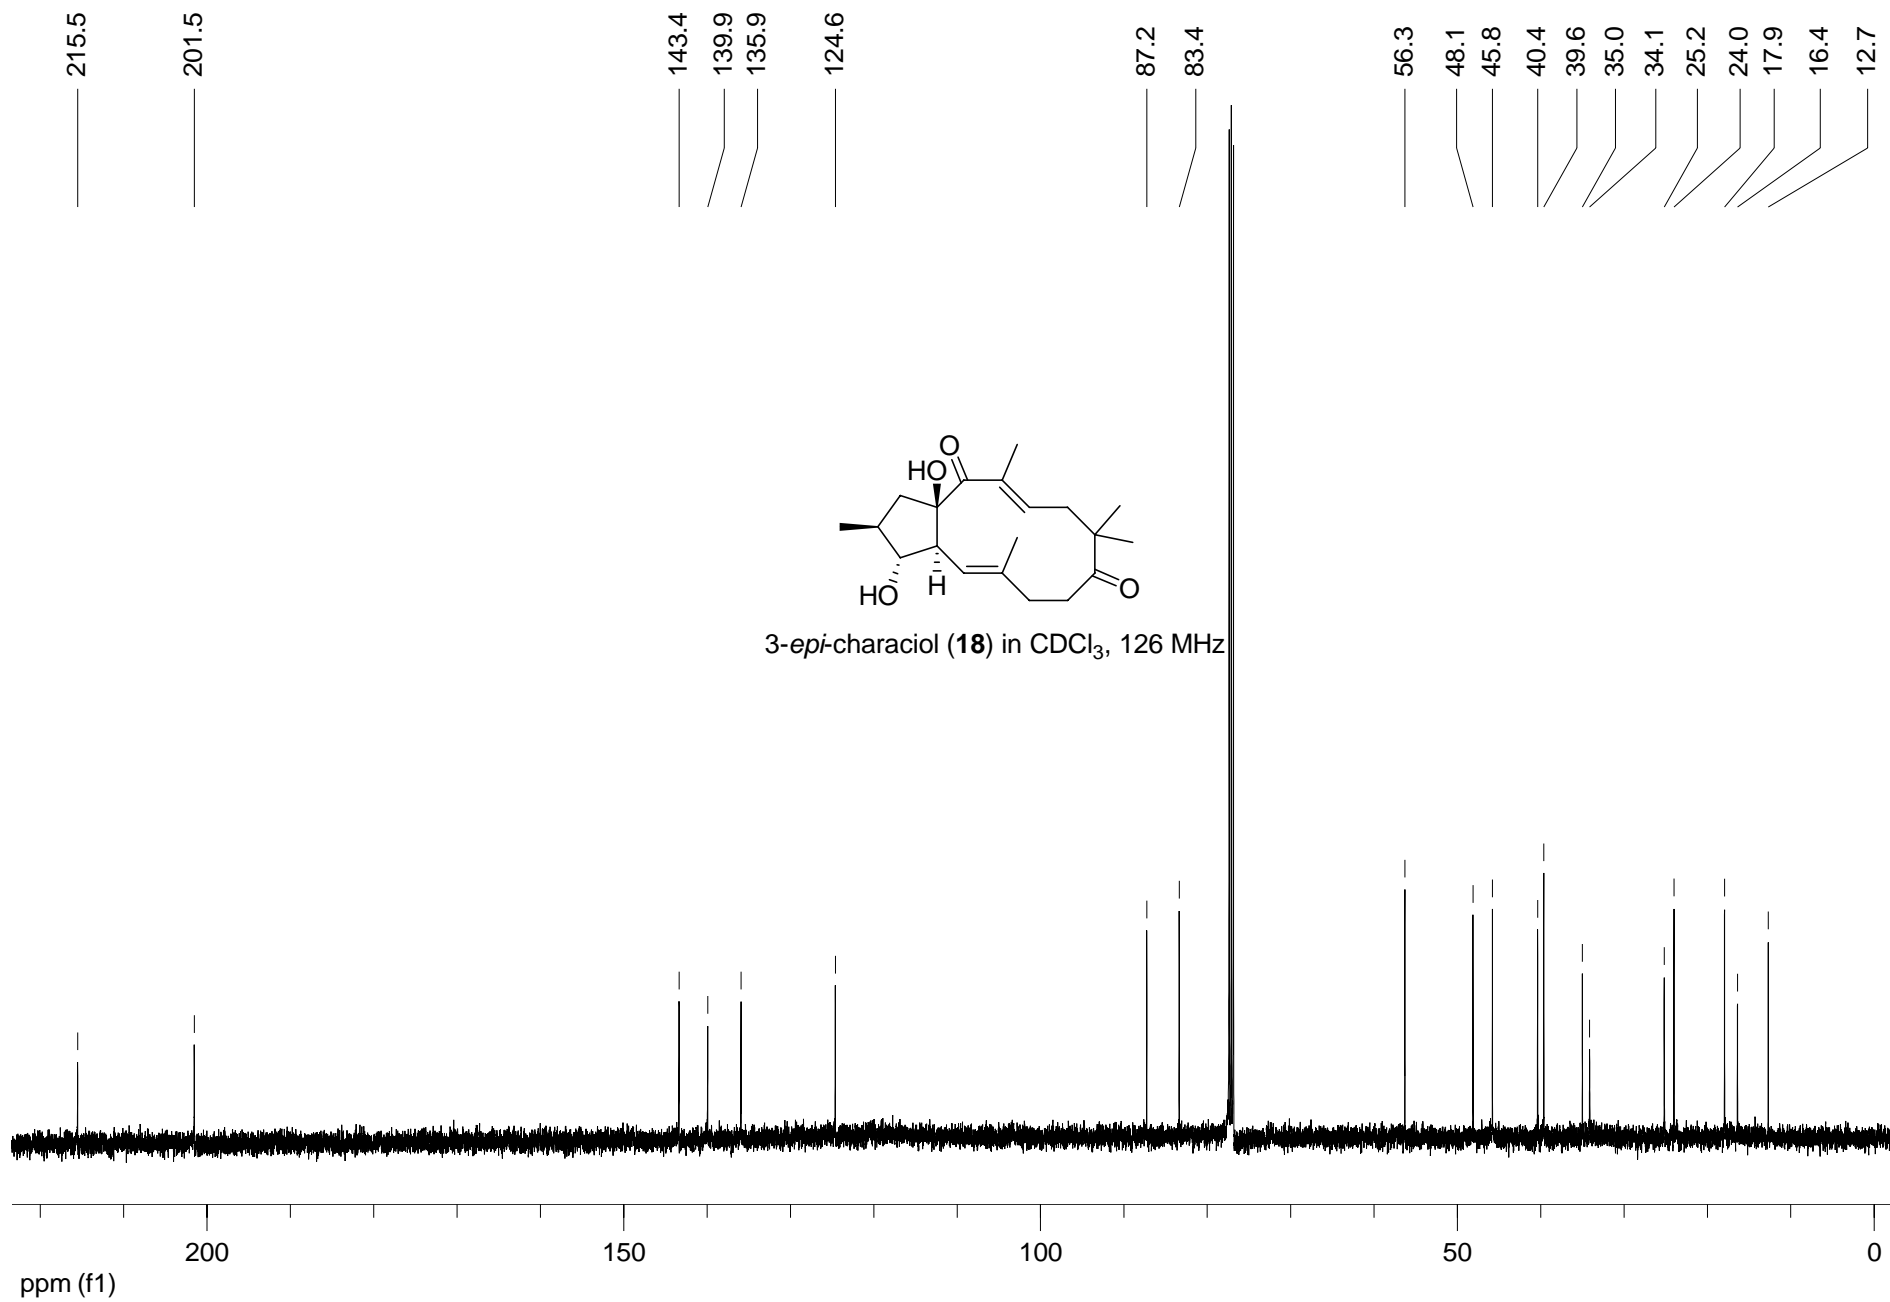 215.5
201.5
143.4
139.9
135.9
124.6
87.2
83.4
56.3
48.1
45.8
40.4
39.6
35.0
34.1
25.2
24.0
17.9
16.4
12.7
O
HO
O
HO
H
3-epi-characiol (18) in CDCl₃, 126 MHz
200 150 100 50 0
ppm (f1)